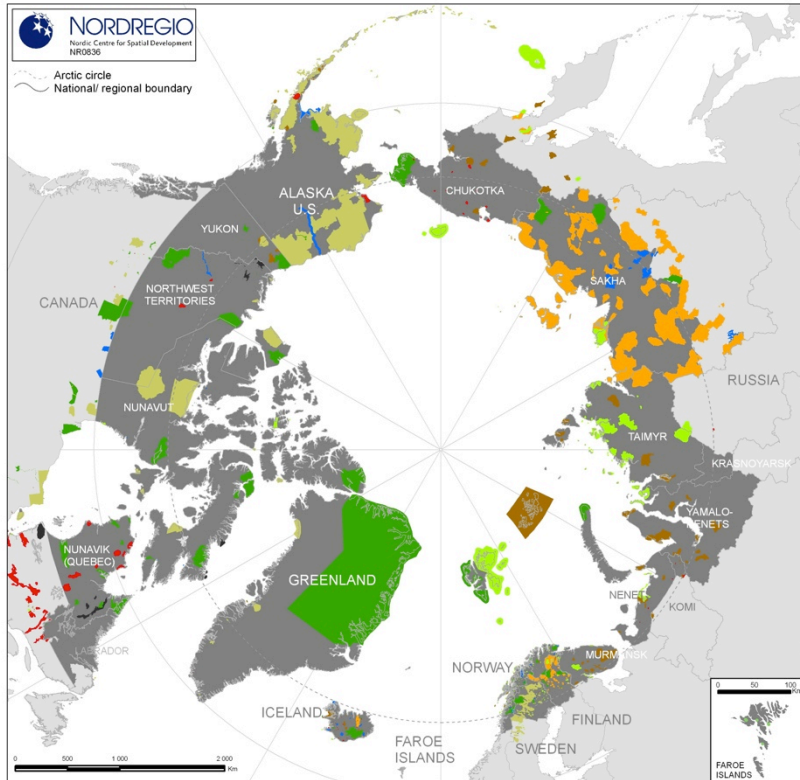 NORDREGIO
Nordic Centre for Spatial Development
NR0836
Arctic circle
National/ regional boundary
ALASKA
U.S.
CHUKOTKA
YUKON
SAKHA
NORTHWEST
TERRITORIES
CANADA
RUSSIA
NUNAVUT
TAIMYR
KRASNOYARSK
YAMALO-
NENETS
NUNAVIK
(QUEBEC)
GREENLAND
NENET
KOMI
LABRADOR
MURMANSK
NORWAY
ICELAND
FINLAND
FAROE
ISLANDS
SWEDEN
0 50 100
Km
FAROE
ISLANDS
0 500 1 000 2 000
Km